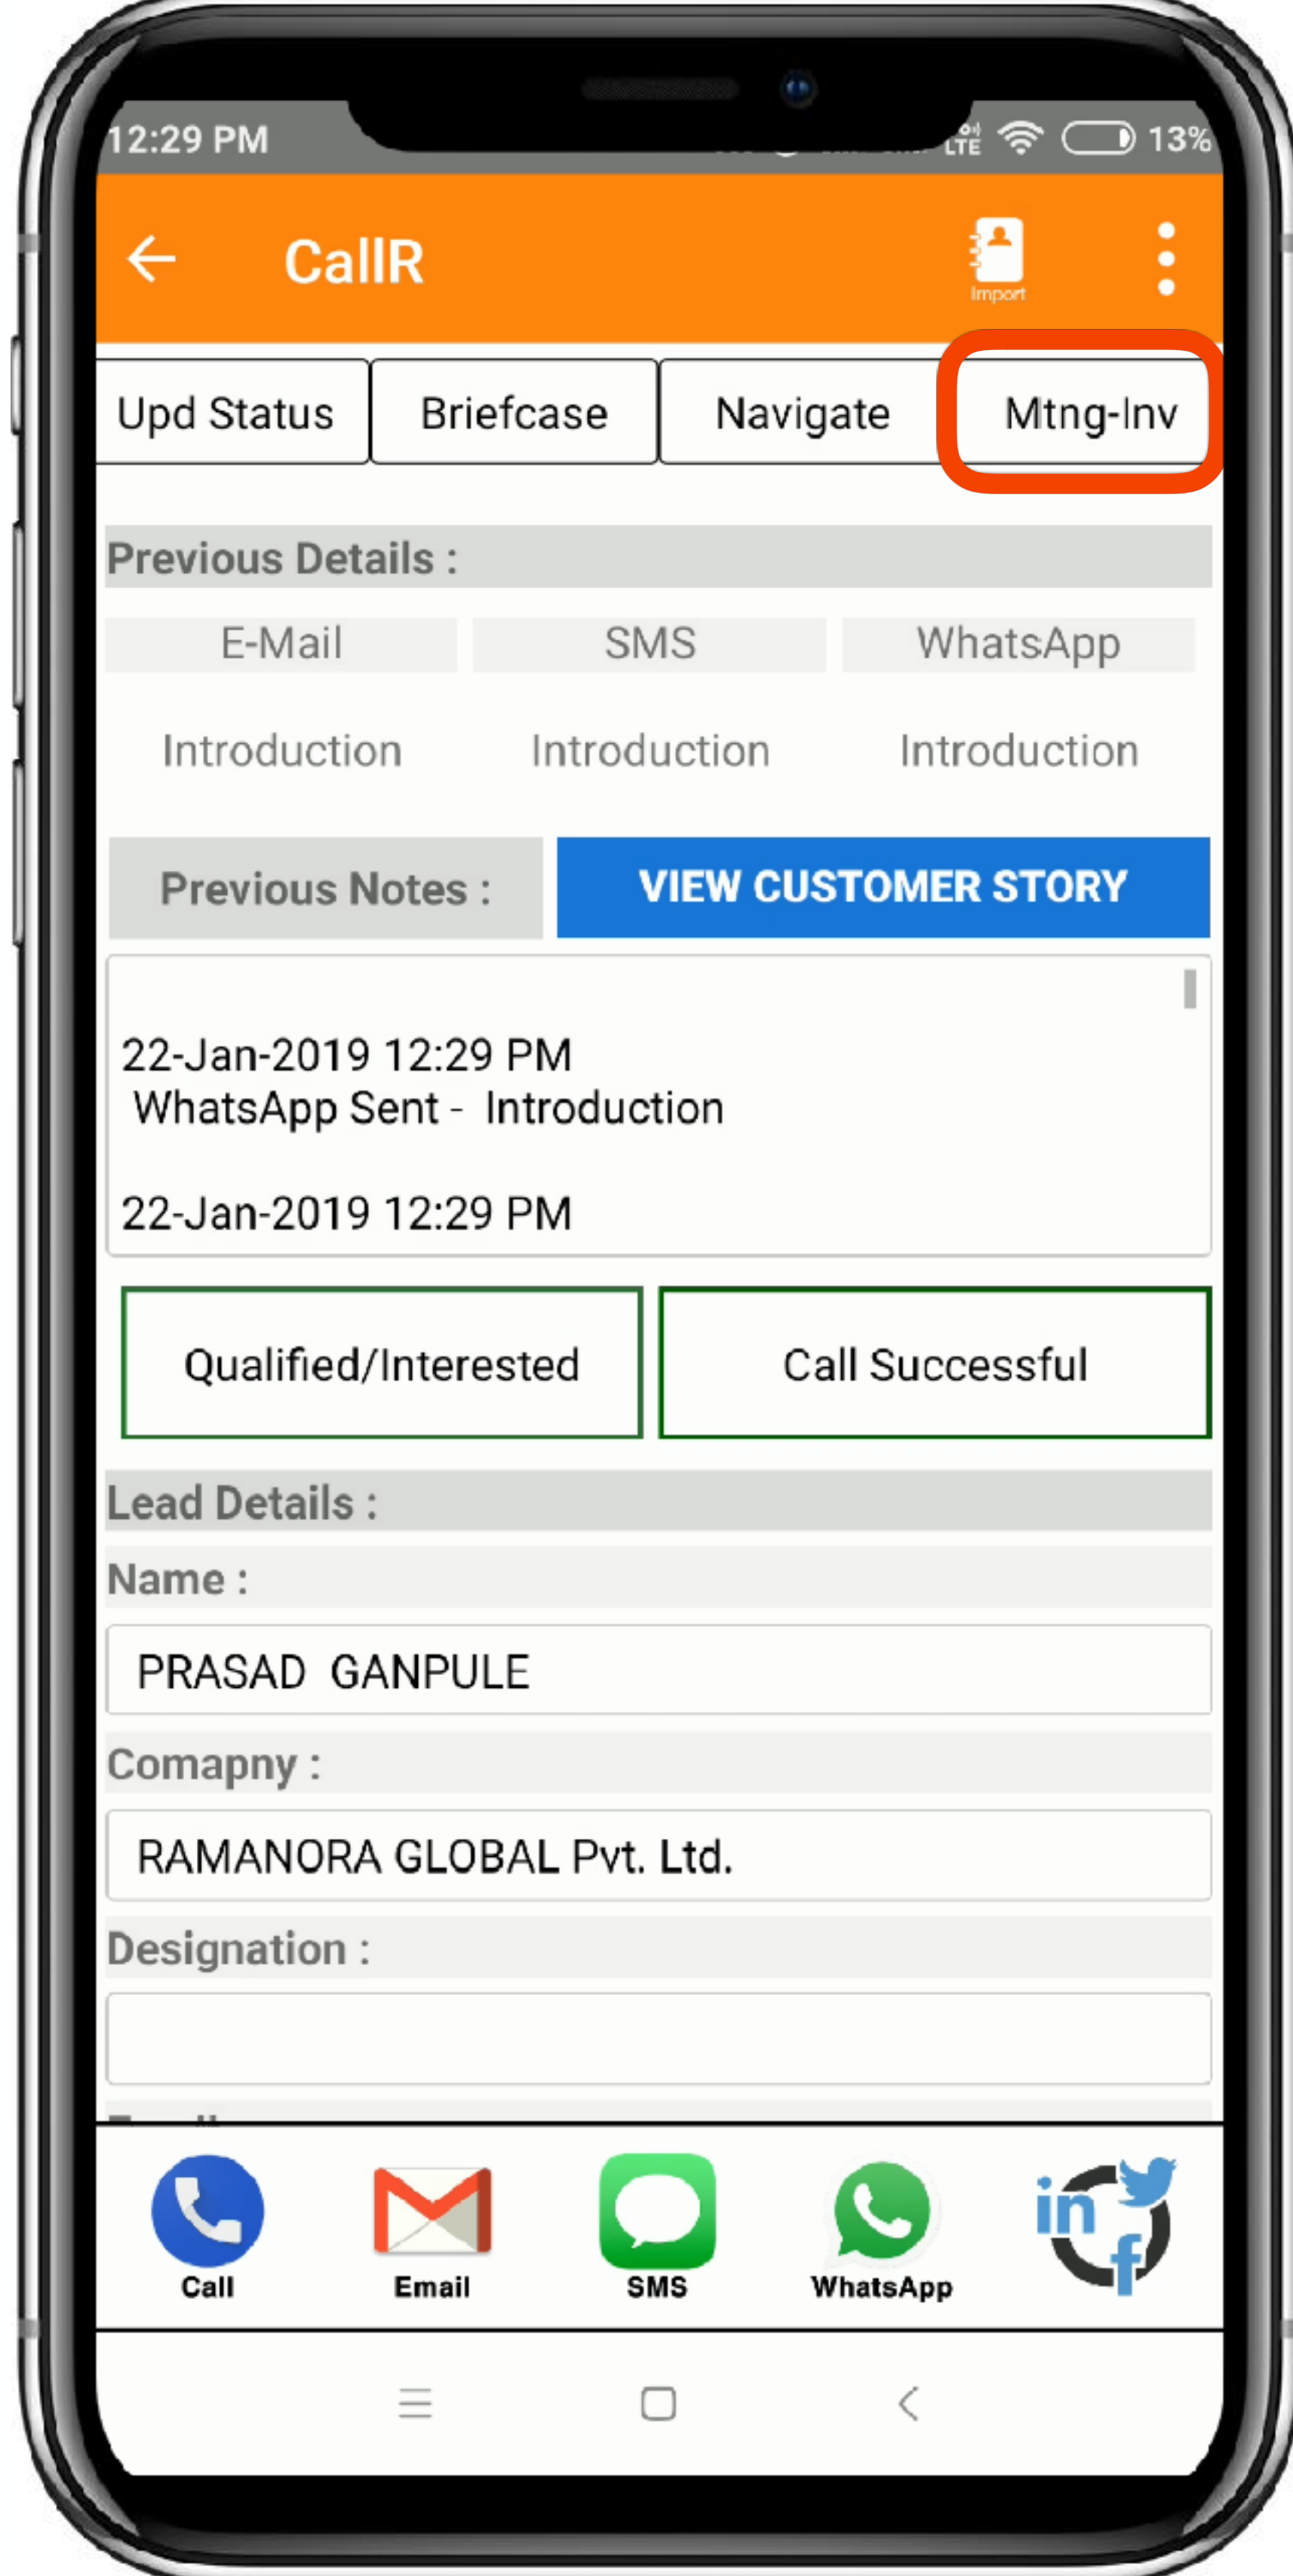 12:29 PM
LTE 13%
CallR
Import
Upd Status Briefcase Navigate Mtng-Inv
Previous Details :
E-Mail SMS WhatsApp
Introduction Introduction Introduction
Previous Notes : VIEW CUSTOMER STORY
22-Jan-2019 12:29 PM
WhatsApp Sent - Introduction
22-Jan-2019 12:29 PM
Qualified/Interested Call Successful
Lead Details :
Name :
PRASAD GANPULE
Comapny :
RAMANORA GLOBAL Pvt. Ltd.
Designation :
in
f
Call Email SMS WhatsApp